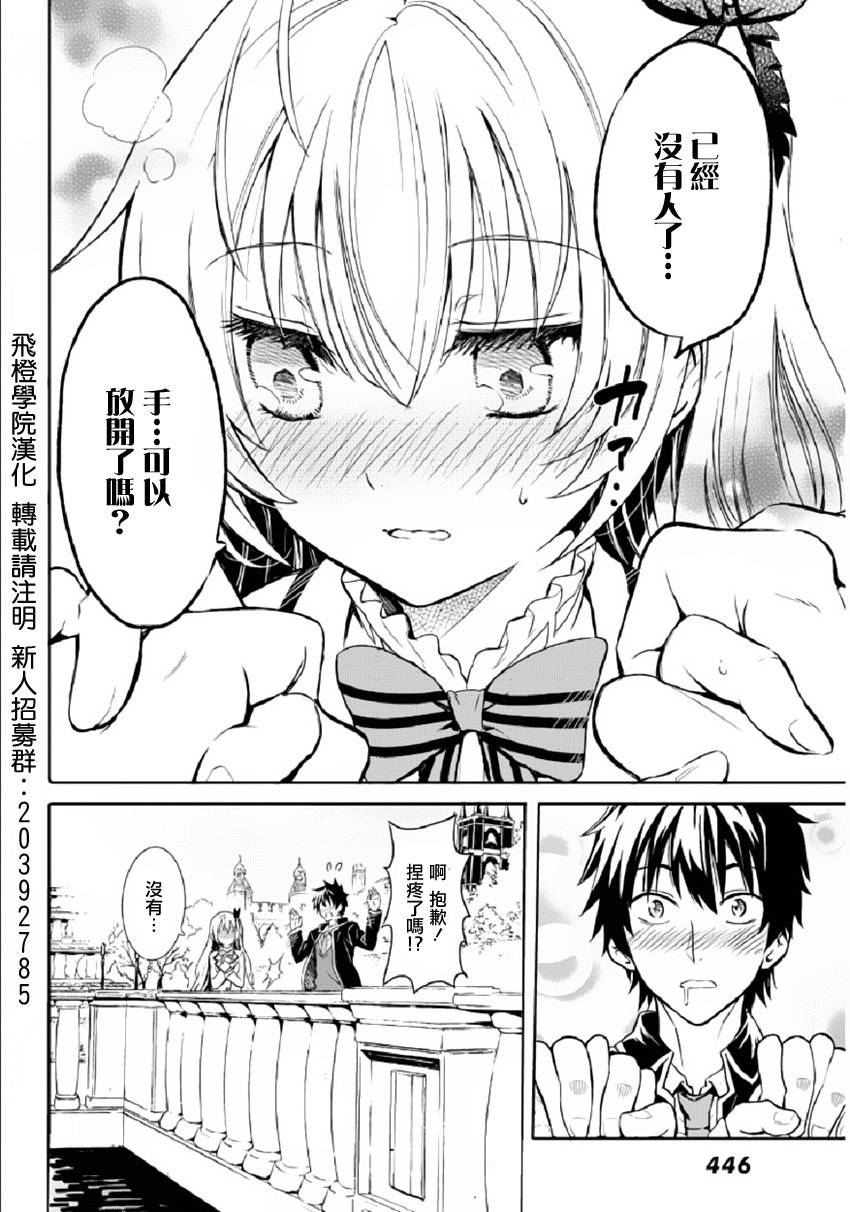 已經
沒有人了…
カァ…
手…可以
放開了嗎？
啊 抱歉！
捏疼了嗎!?
沒有…
446
飛橙學院漢化 轉載請注明 新人招募群：20392785